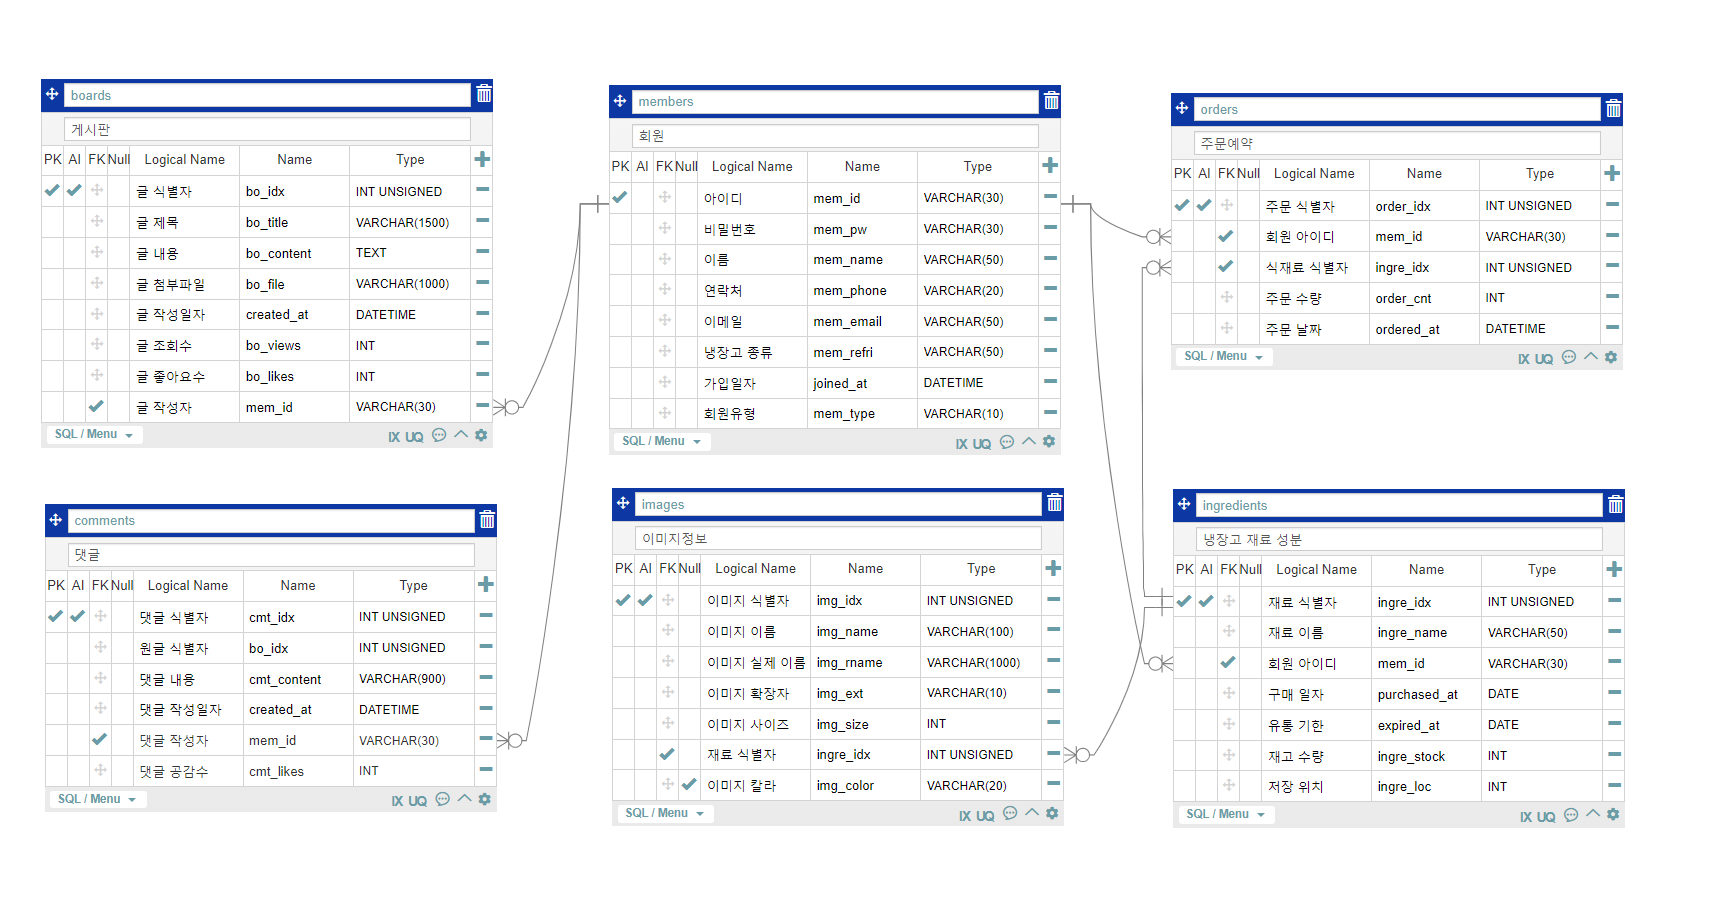 boards
게시판
PK AI FK Null Logical Name Name Type
글 식별자 bo_idx INT UNSIGNED
글 제목 bo_title VARCHAR(1500)
글 내용 bo_content TEXT
글 첨부파일 bo_file VARCHAR(1000)
글 작성일자 created_at DATETIME
글 조회수 bo_views INT
글 좋아요수 bo_likes INT
글 작성자 mem_id VARCHAR(30)
SQL / Menu IX UQ
members
회원
PK AI FK Null Logical Name Name Type
아이디 mem_id VARCHAR(30)
비밀번호 mem_pw VARCHAR(30)
이름 mem_name VARCHAR(50)
연락처 mem_phone VARCHAR(20)
이메일 mem_email VARCHAR(50)
냉장고 종류 mem_refri VARCHAR(50)
가입일자 joined_at DATETIME
회원유형 mem_type VARCHAR(10)
SQL / Menu IX UQ
orders
주문예약
PK AI FK Null Logical Name Name Type
주문 식별자 order_idx INT UNSIGNED
회원 아이디 mem_id VARCHAR(30)
식재료 식별자 ingre_idx INT UNSIGNED
주문 수량 order_cnt INT
주문 날짜 ordered_at DATETIME
SQL / Menu IX UQ
comments
댓글
PK AI FK Null Logical Name Name Type
댓글 식별자 cmt_idx INT UNSIGNED
원글 식별자 bo_idx INT UNSIGNED
댓글 내용 cmt_content VARCHAR(900)
댓글 작성일자 created_at DATETIME
댓글 작성자 mem_id VARCHAR(30)
댓글 공감수 cmt_likes INT
SQL / Menu IX UQ
images
이미지정보
PK AI FK Null Logical Name Name Type
이미지 식별자 img_idx INT UNSIGNED
이미지 이름 img_name VARCHAR(100)
이미지 실제 이름 img_rname VARCHAR(1000)
이미지 확장자 img_ext VARCHAR(10)
이미지 사이즈 img_size INT
재료 식별자 ingre_idx INT UNSIGNED
이미지 칼라 img_color VARCHAR(20)
SQL / Menu IX UQ
ingredients
냉장고 재료 성분
PK AI FK Null Logical Name Name Type
재료 식별자 ingre_idx INT UNSIGNED
재료 이름 ingre_name VARCHAR(50)
회원 아이디 mem_id VARCHAR(30)
구매 일자 purchased_at DATE
유통 기한 expired_at DATE
재고 수량 ingre_stock INT
저장 위치 ingre_loc INT
SQL / Menu IX UQ